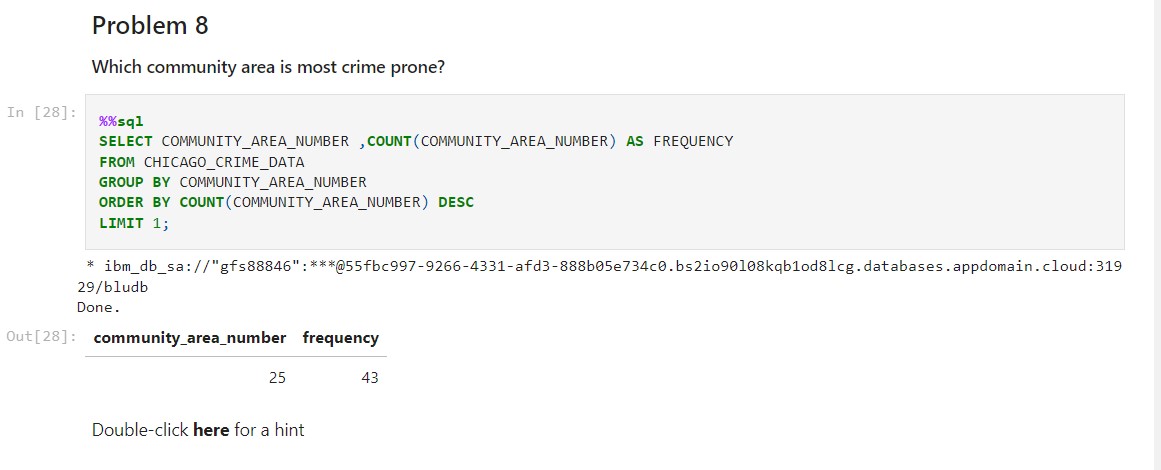 Problem 8
Which community area is most crime prone?
In [28]:
%%sql
SELECT COMMUNITY_AREA_NUMBER ,COUNT(COMMUNITY_AREA_NUMBER) AS FREQUENCY
FROM CHICAGO_CRIME_DATA
GROUP BY COMMUNITY_AREA_NUMBER
ORDER BY COUNT(COMMUNITY_AREA_NUMBER) DESC
LIMIT 1;
* ibm_db_sa://"gfs88846":***@55fbc997-9266-4331-afd3-888b05e734c0.bs2io90l08kqb1od8lcg.databases.appdomain.cloud:319
29/bludb
Done.
Out[28]:
community_area_number frequency
25 43
Double-click here for a hint